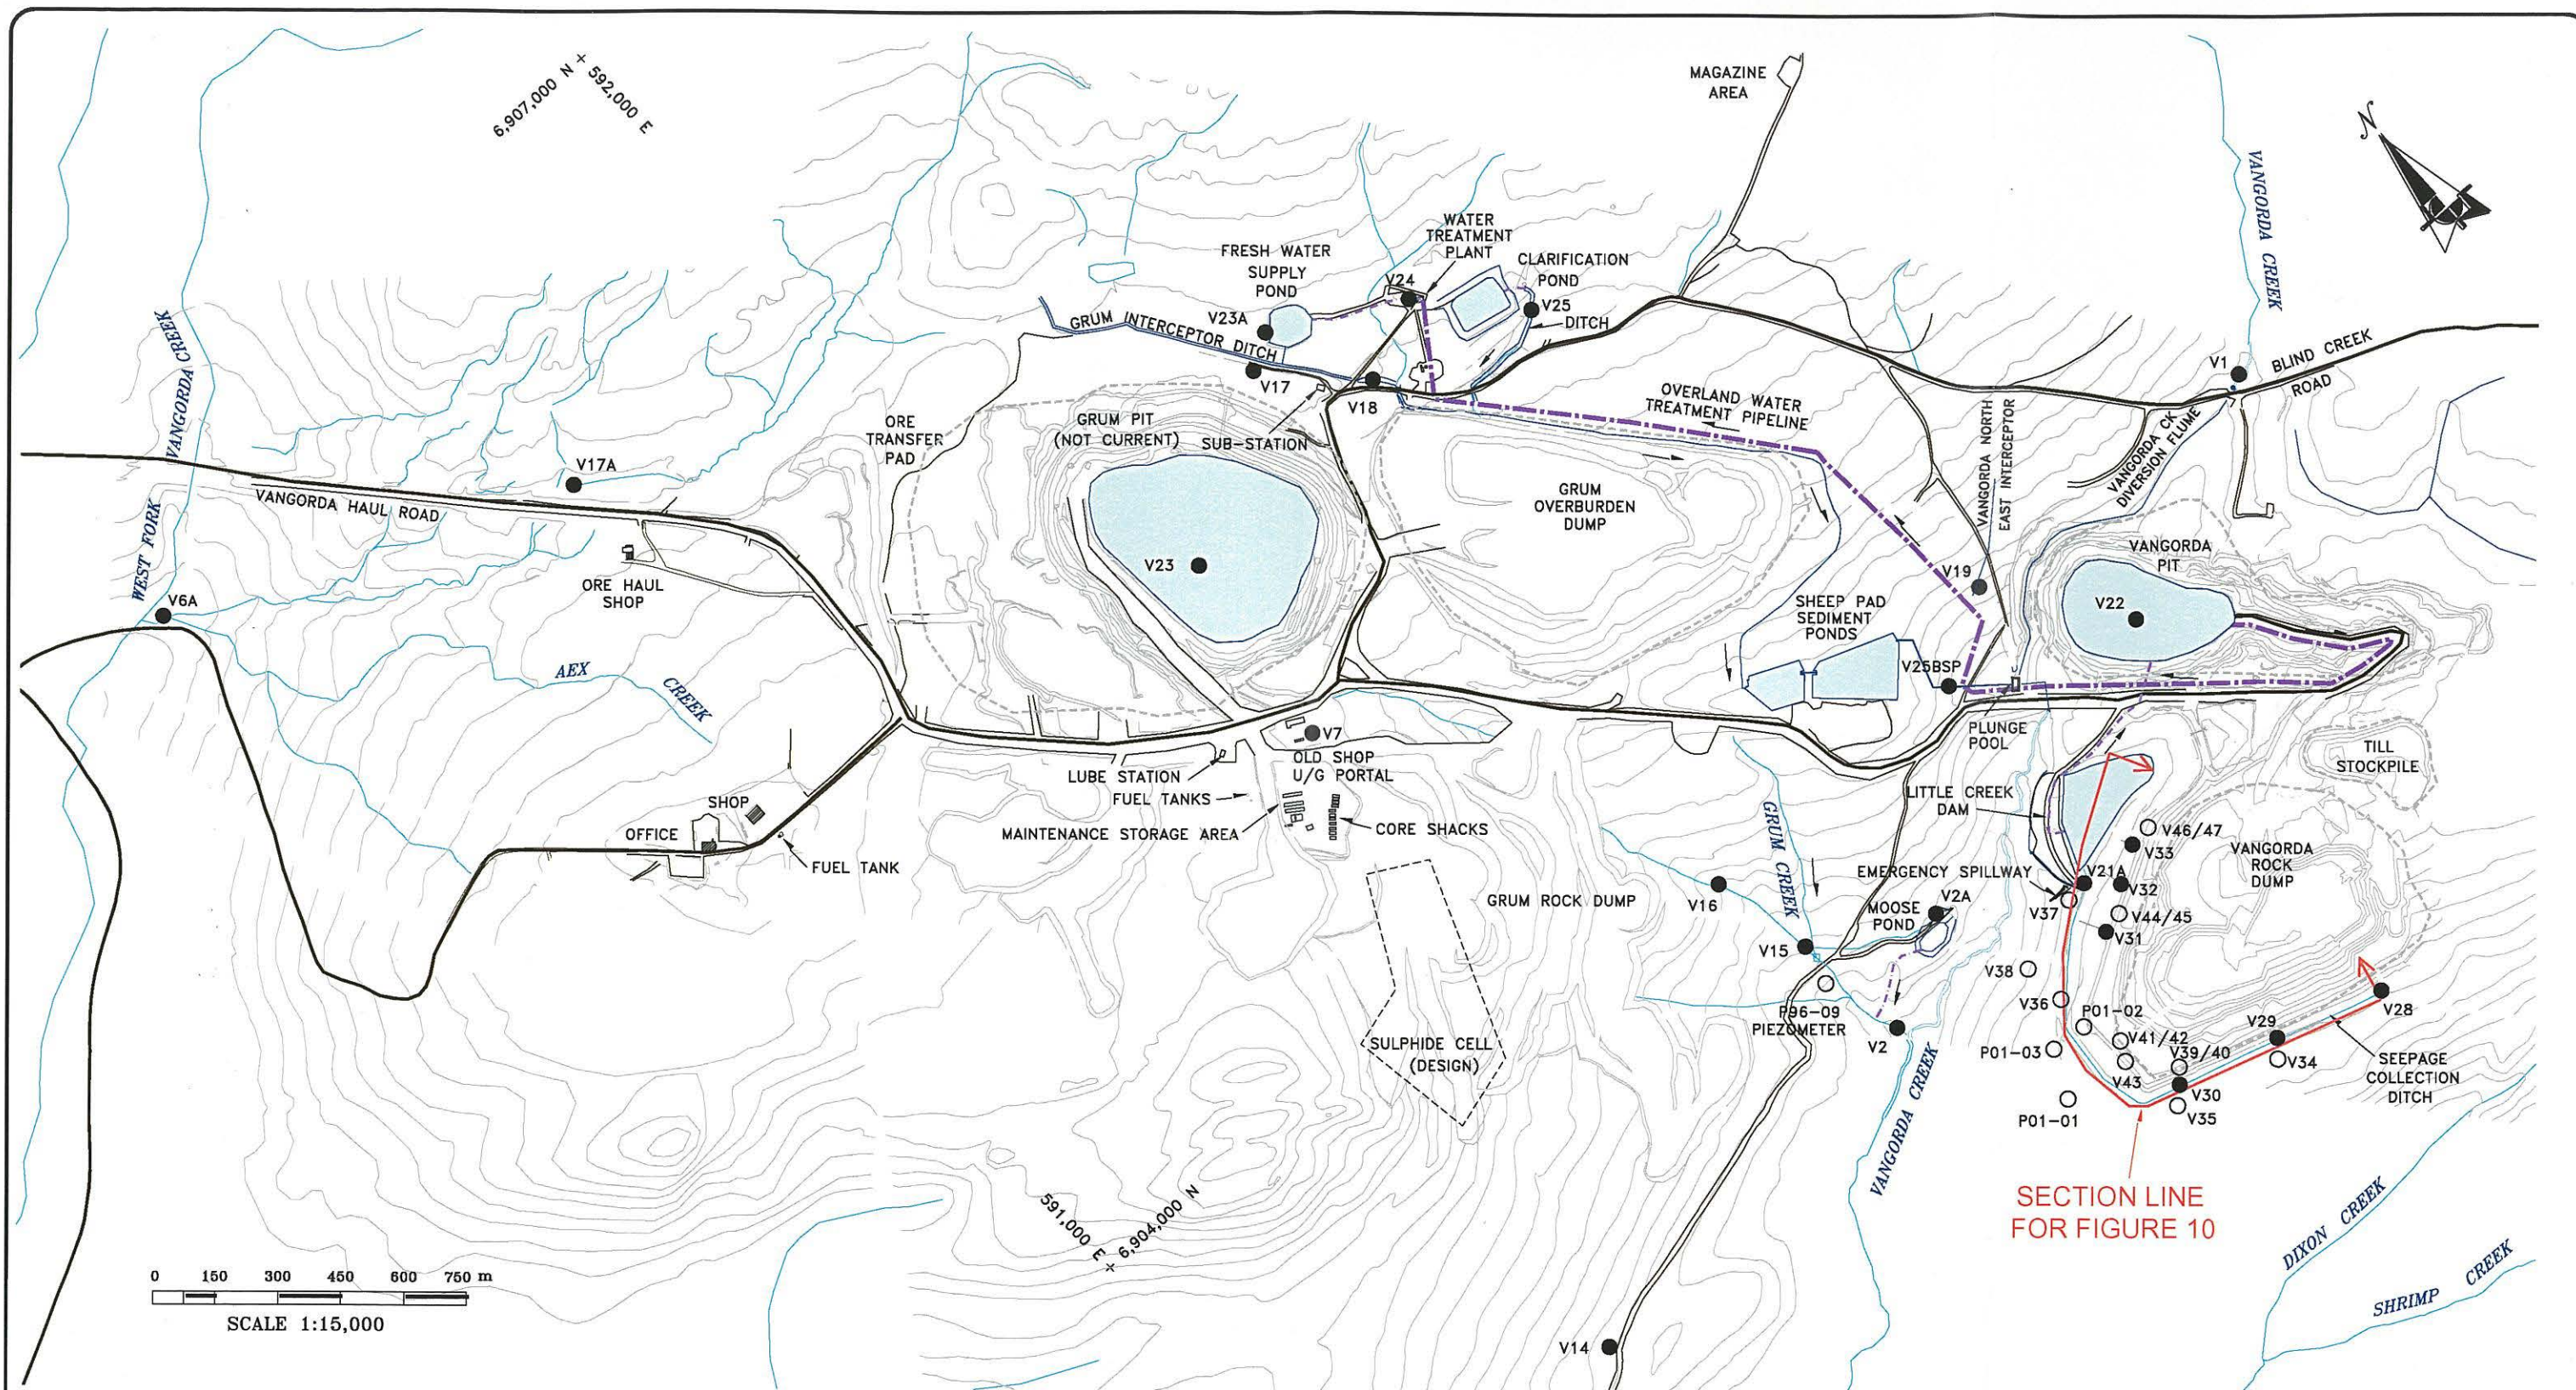 6,907,000 N + 592,000 E
MAGAZINE
AREA
N
VANGORDA CREEK
WATER
TREATMENT
PLANT
FRESH WATER
SUPPLY
POND
V24
CLARIFICATION
POND
V25
DITCH
V23A
GRUM INTERCEPTOR DITCH
V17
V18
V1
BLIND CREEK
ROAD
WEST FORK
VANGORDA CREEK
V17A
VANGORDA HAUL ROAD
ORE
TRANSFER
PAD
GRUM PIT
(NOT CURRENT)
SUB-STATION
OVERLAND WATER
TREATMENT PIPELINE
VANGORDA NORTH
EAST INTERCEPTOR
VANGORDA CK
DIVERSION FLUME
GRUM
OVERBURDEN
DUMP
VANGORDA
PIT
V6A
ORE HAUL
SHOP
V23
V19
V22
SHEEP PAD
SEDIMENT
PONDS
V25BSP
AEX
CREEK
PLUNGE
POOL
V7
OLD SHOP
U/G PORTAL
LUBE STATION
FUEL TANKS
MAINTENANCE STORAGE AREA
CORE SHACKS
TILL
STOCKPILE
SHOP
OFFICE
FUEL TANK
LITTLE CREEK
DAM
GRUM CREEK
V46/47
V33
VANGORDA
ROCK
DUMP
EMERGENCY SPILLWAY
V21A
V32
V37
V44/45
V31
GRUM ROCK DUMP
V16
MOOSE
POND
V2A
V15
V38
V36
P01-02
V28
P96-09
PIEZOMETER
V2
V29
V41/42
V39/40
P01-03
V34
V43
V30
V35
P01-01
SEEPAGE
COLLECTION
DITCH
SULPHIDE CELL
(DESIGN)
VANGORDA CREEK
SECTION LINE
FOR FIGURE 10
591,000 E + 6,904,000 N
DIXON CREEK
SHRIMP CREEK
0 150 300 450 600 750 m
SCALE 1:15,000
V14